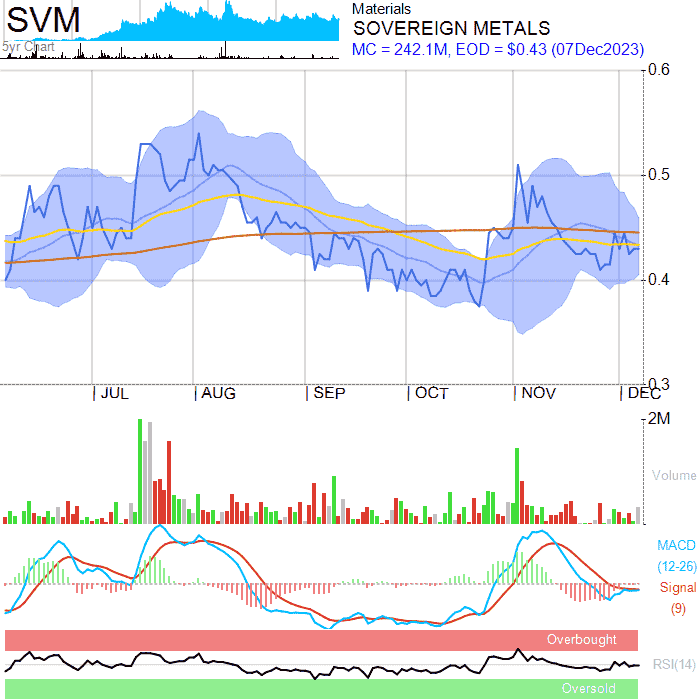 SVM
5yr Chart
Materials
SOVEREIGN METALS
MC = 242.1M, EOD = $0.43 (07Dec2023)
0.6
0.5
0.4
0.3
JUL AUG SEP OCT NOV DEC
2M
Volume
MACD
(12-26)
Signal
(9)
Overbought
RSI(14)
Oversold